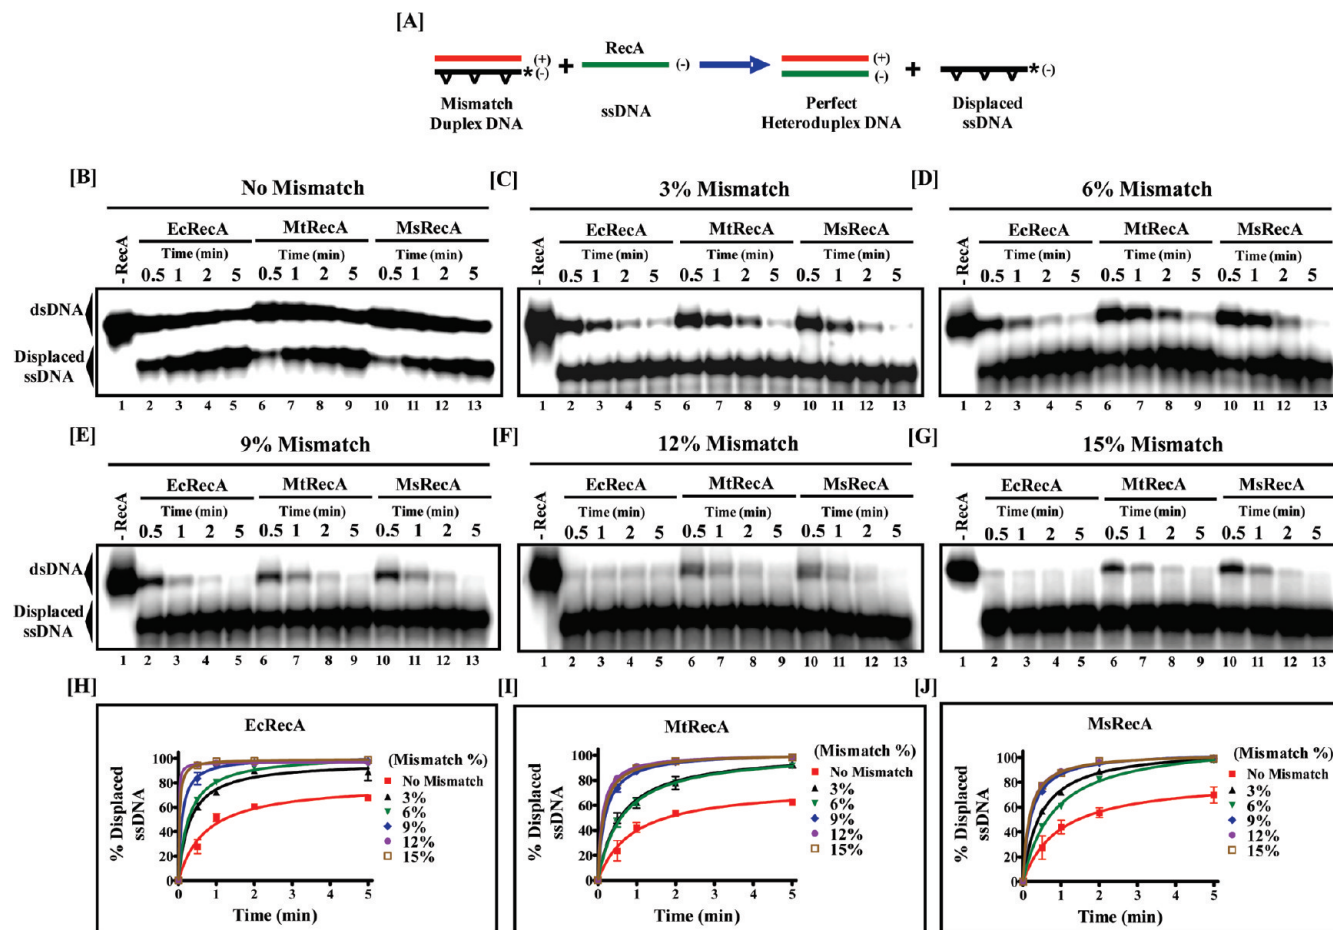 [A]
RecA
(+) + (-) (+) +
*(-) (-) *(-)
Mismatch Duplex DNA ssDNA Perfect Heteroduplex DNA Displaced ssDNA
[B] No Mismatch
EcRecA MtRecA MsRecA
- RecA Time (min) Time (min) Time (min)
0.5 1 2 5 0.5 1 2 5 0.5 1 2 5
dsDNA
Displaced ssDNA
1 2 3 4 5 6 7 8 9 10 11 12 13
[C] 3% Mismatch
EcRecA MtRecA MsRecA
- RecA Time (min) Time (min) Time (min)
0.5 1 2 5 0.5 1 2 5 0.5 1 2 5
1 2 3 4 5 6 7 8 9 10 11 12 13
[D] 6% Mismatch
EcRecA MtRecA MsRecA
- RecA Time (min) Time (min) Time (min)
0.5 1 2 5 0.5 1 2 5 0.5 1 2 5
1 2 3 4 5 6 7 8 9 10 11 12 13
[E] 9% Mismatch
EcRecA MtRecA MsRecA
- RecA Time (min) Time (min) Time (min)
0.5 1 2 5 0.5 1 2 5 0.5 1 2 5
dsDNA
Displaced ssDNA
1 2 3 4 5 6 7 8 9 10 11 12 13
[F] 12% Mismatch
EcRecA MtRecA MsRecA
- RecA Time (min) Time (min) Time (min)
0.5 1 2 5 0.5 1 2 5 0.5 1 2 5
1 2 3 4 5 6 7 8 9 10 11 12 13
[G] 15% Mismatch
EcRecA MtRecA MsRecA
- RecA Time (min) Time (min) Time (min)
0.5 1 2 5 0.5 1 2 5 0.5 1 2 5
1 2 3 4 5 6 7 8 9 10 11 12 13
[H]
EcRecA
% Displaced ssDNA
100
80
60
40
20
0
0 1 2 3 4 5
Time (min)
(Mismatch %)
No Mismatch
3%
6%
9%
12%
15%
[I]
MtRecA
% Displaced ssDNA
100
80
60
40
20
0
0 1 2 3 4 5
Time (min)
(Mismatch %)
No Mismatch
3%
6%
9%
12%
15%
[J]
MsRecA
% Displaced ssDNA
100
80
60
40
20
0
0 1 2 3 4 5
Time (min)
(Mismatch %)
No Mismatch
3%
6%
9%
12%
15%